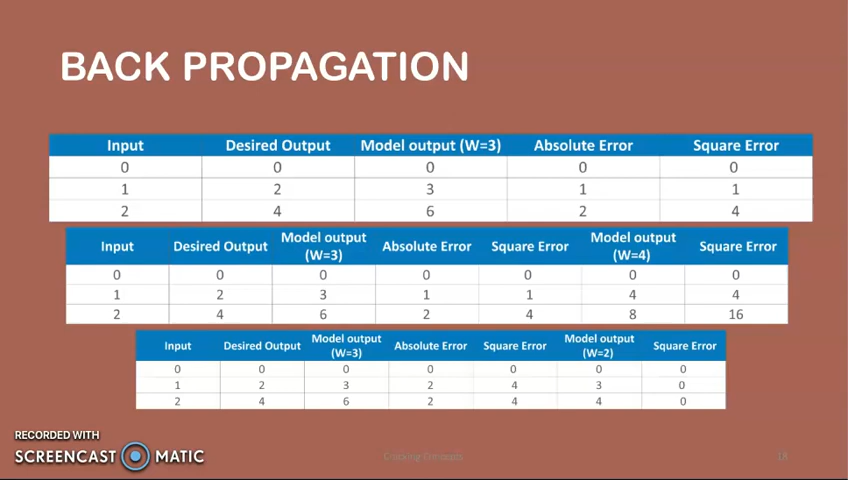 BACK PROPAGATION
Input Desired Output Model output (W=3) Absolute Error Square Error
0 0 0 0 0
1 2 3 1 1
2 4 6 2 4
Input Desired Output Model output (W=3) Absolute Error Square Error Model output (W=4) Square Error
0 0 0 0 0 0 0
1 2 3 1 1 4 4
2 4 6 2 4 8 16
Input Desired Output Model output (W=3) Absolute Error Square Error Model output (W=2) Square Error
0 0 0 0 0 0 0
1 2 3 2 4 3 0
2 4 6 2 4 4 0
RECORDED WITH
SCREENCAST MATIC
18